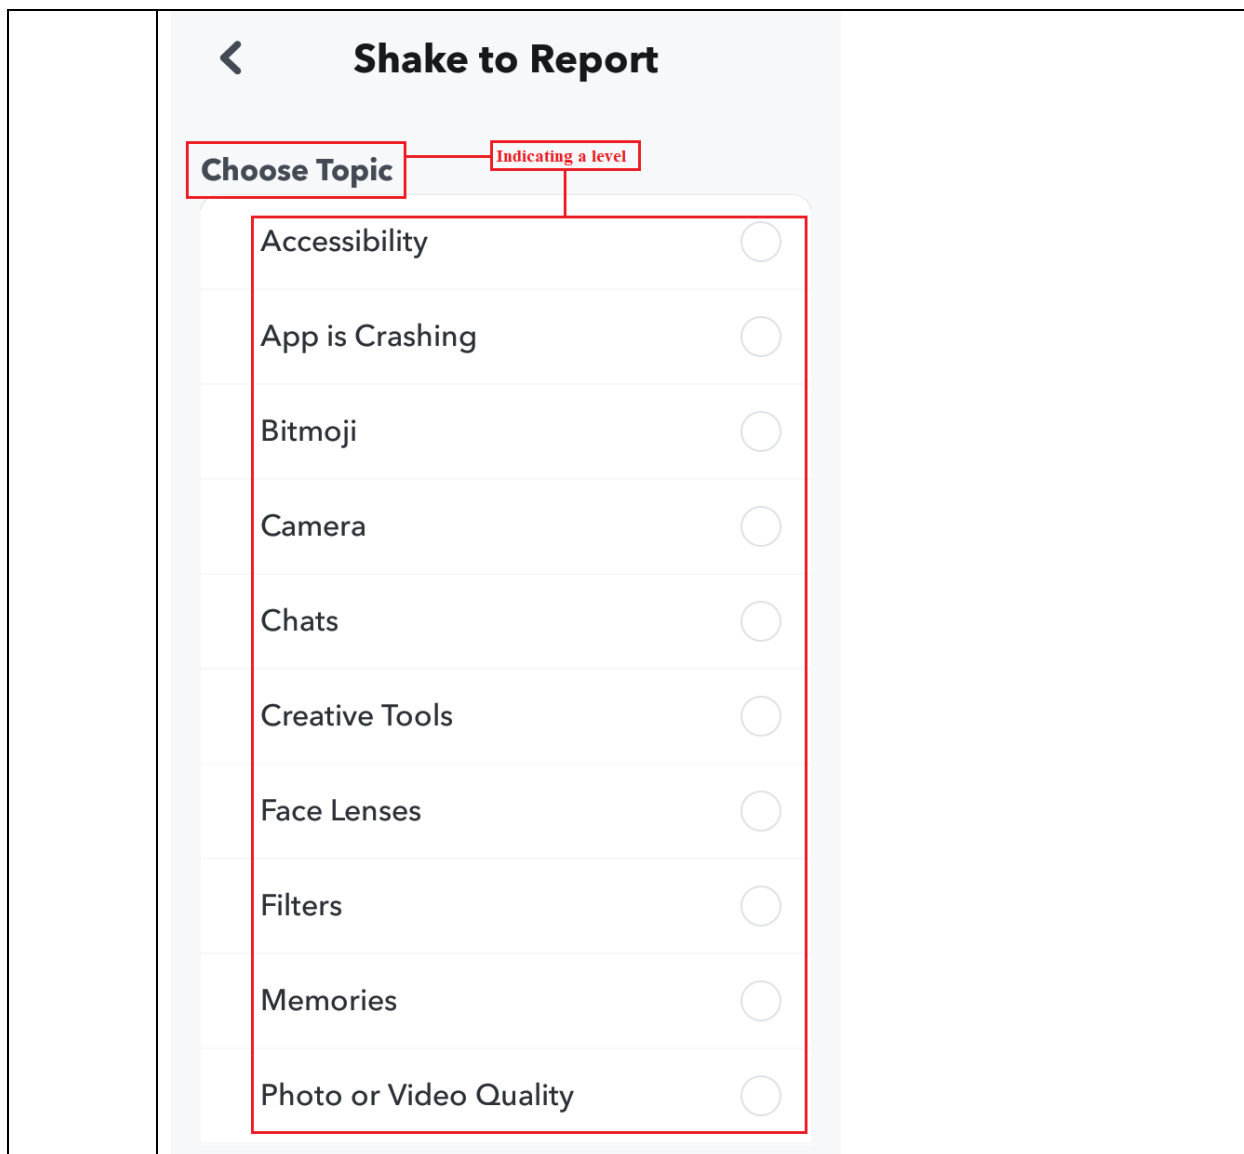 Shake to Report
Choose Topic
Indicating a level
Accessibility
App is Crashing
Bitmoji
Camera
Chats
Creative Tools
Face Lenses
Filters
Memories
Photo or Video Quality